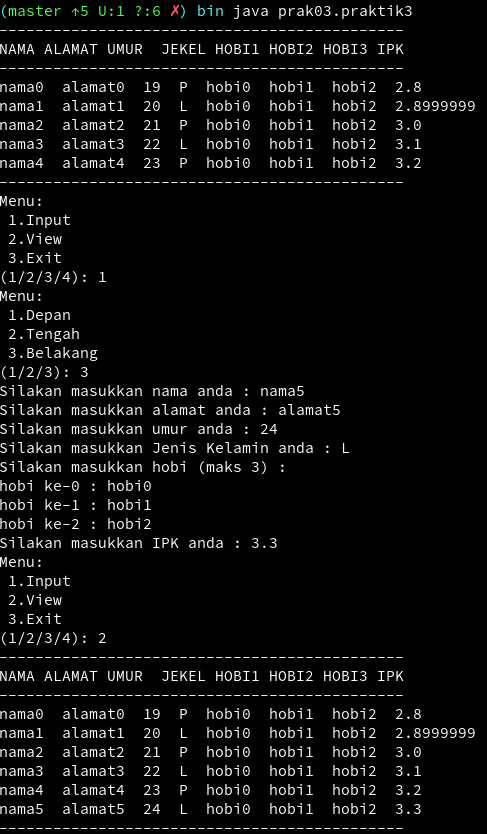 (master ↑5 U:1 ?:6 ✗) bin java prak03.praktik3
---------------------------------------------
NAMA ALAMAT UMUR  JEKEL HOBI1 HOBI2 HOBI3 IPK
---------------------------------------------
nama0  alamat0  19  P  hobi0  hobi1  hobi2  2.8
nama1  alamat1  20  L  hobi0  hobi1  hobi2  2.8999999
nama2  alamat2  21  P  hobi0  hobi1  hobi2  3.0
nama3  alamat3  22  L  hobi0  hobi1  hobi2  3.1
nama4  alamat4  23  P  hobi0  hobi1  hobi2  3.2
---------------------------------------------
Menu:
 1.Input
 2.View
 3.Exit
(1/2/3/4): 1
Menu:
 1.Depan
 2.Tengah
 3.Belakang
(1/2/3): 3
Silakan masukkan nama anda : nama5
Silakan masukkan alamat anda : alamat5
Silakan masukkan umur anda : 24
Silakan masukkan Jenis Kelamin anda : L
Silakan masukkan hobi (maks 3) :
hobi ke-0 : hobi0
hobi ke-1 : hobi1
hobi ke-2 : hobi2
Silakan masukkan IPK anda : 3.3
Menu:
 1.Input
 2.View
 3.Exit
(1/2/3/4): 2
---------------------------------------------
NAMA ALAMAT UMUR  JEKEL HOBI1 HOBI2 HOBI3 IPK
---------------------------------------------
nama0  alamat0  19  P  hobi0  hobi1  hobi2  2.8
nama1  alamat1  20  L  hobi0  hobi1  hobi2  2.8999999
nama2  alamat2  21  P  hobi0  hobi1  hobi2  3.0
nama3  alamat3  22  L  hobi0  hobi1  hobi2  3.1
nama4  alamat4  23  P  hobi0  hobi1  hobi2  3.2
nama5  alamat5  24  L  hobi0  hobi1  hobi2  3.3
---------------------------------------------